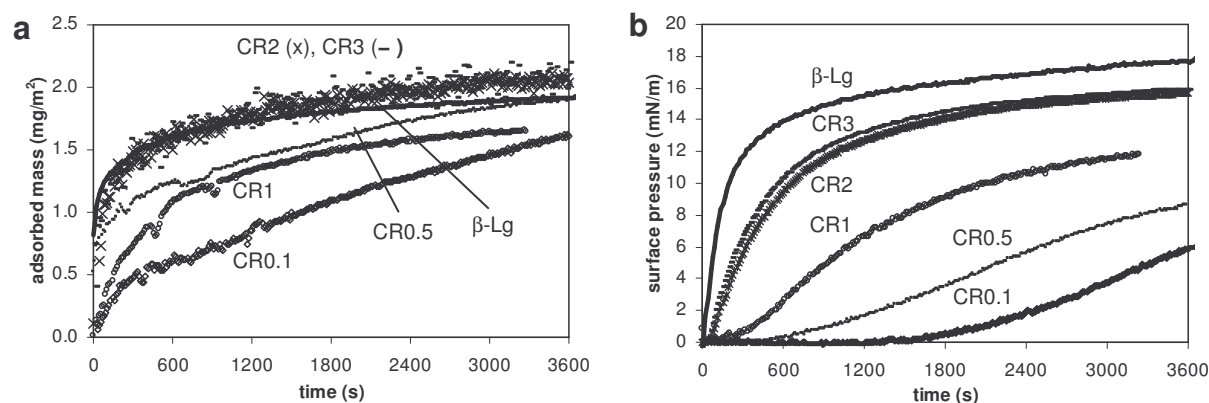 a
CR2 (x), CR3 (–)
adsorbed mass (mg/m²)
2.5
2.0
1.5
1.0
0.5
0.0
CR1
CR0.5
β-Lg
CR0.1
0
600
1200
1800
2400
3000
3600
time (s)
b
surface pressure (mN/m)
20
18
16
14
12
10
8
6
4
2
0
β-Lg
CR3
CR2
CR1
CR0.5
CR0.1
0
600
1200
1800
2400
3000
3600
time (s)